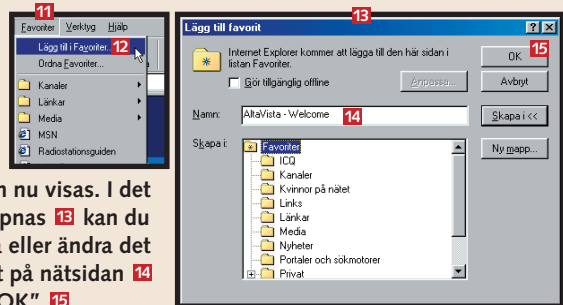 11
Favoriter Verktyg Hjälp
Lägg till i Favoriter... 12
Ordna Favoriter...
Kanaler
Länkar
Media
MSN
Radiostationsguiden
nu visas. I det
pnas 13 kan du
eller ändra det
på nätsidan 14
OK" 15
13
Lägg till favorit
Internet Explorer kommer att lägga till den här sidan i
listan Favoriter.
Gör tillgänglig offline
Anpassa...
OK 15
Avbryt
Namn: AltaVista - Welcome 14
Skapa i <<
Skapa i:
Ny mapp...
Favoriter
ICQ
Kanaler
Kvinnor på nätet
Links
Länkar
Media
Nyheter
Portaler och sökmotorer
Privat